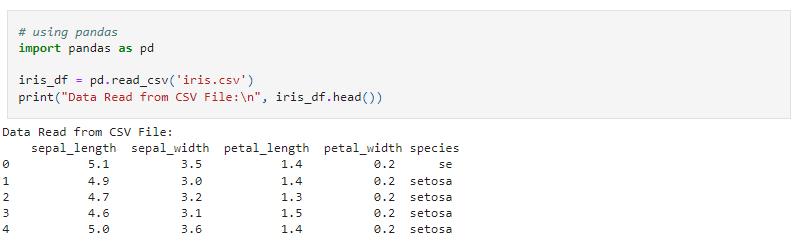 # using pandas
import pandas as pd
iris_df = pd.read_csv('iris.csv')
print("Data Read from CSV File:\n", iris_df.head())
Data Read from CSV File:
sepal_length sepal_width petal_length petal_width species
0 5.1 3.5 1.4 0.2 se
1 4.9 3.0 1.4 0.2 setosa
2 4.7 3.2 1.3 0.2 setosa
3 4.6 3.1 1.5 0.2 setosa
4 5.0 3.6 1.4 0.2 setosa